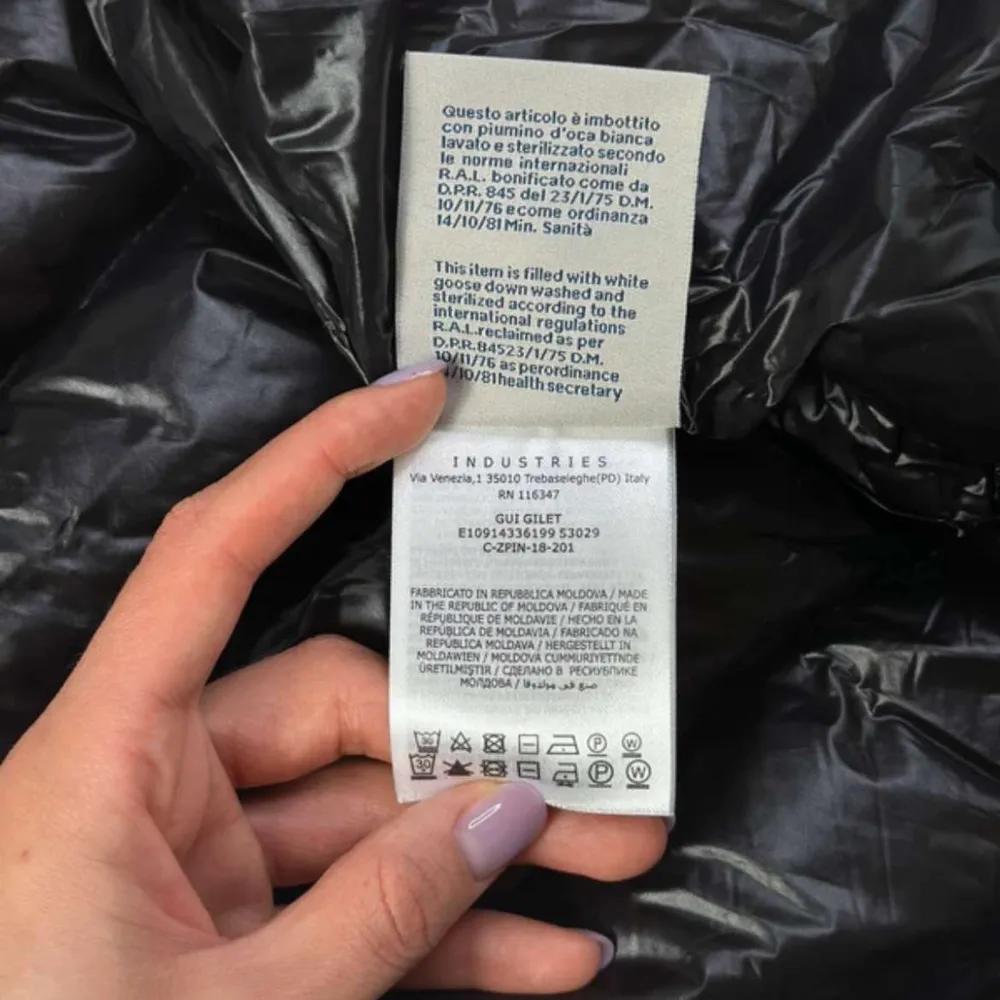 Questo articolo è imbottito
con piumino d'oca bianca
lavato e sterilizzato secondo
le norme internazionali
R.A.L. bonificato come da
D.P.R. 845 del 23/1/75 D.M.
10/11/76 e come ordinanza
14/10/81 Min. Sanità
This item is filled with white
goose down washed and
sterilized according to the
international regulations
R.A.L.reclaimed as per
D.P.R.84523/1/75 D.M.
10/11/76 as perordinance
/10/81health secretary
INDUSTRIES
Via Venezia,1 35010 Trebaseleghe(PD) Italy
RN 116347
GUI GILET
E10914336199 53029
C-ZPIN-18-201
FABBRICATO IN REPUBBLICA MOLDOVA / MADE
IN THE REPUBLIC OF MOLDOVA / FABRIQUÉ EN
RÉPUBLIQUE DE MOLDAVIE / HECHO EN LA
REPÚBLICA DE MOLDAVIA / FABRICADO NA
REPÚBLICA MOLDAVA / HERGESTELLT IN
MOLDAWIEN / MOLDOVA CUMMURIYETTNDE
ÜRETILMIŞTIR / СДЕЛАНО В РЕСПУБЛИКЕ
МОЛДОВА / صنع في مولدوفا
30 P W
30 P W